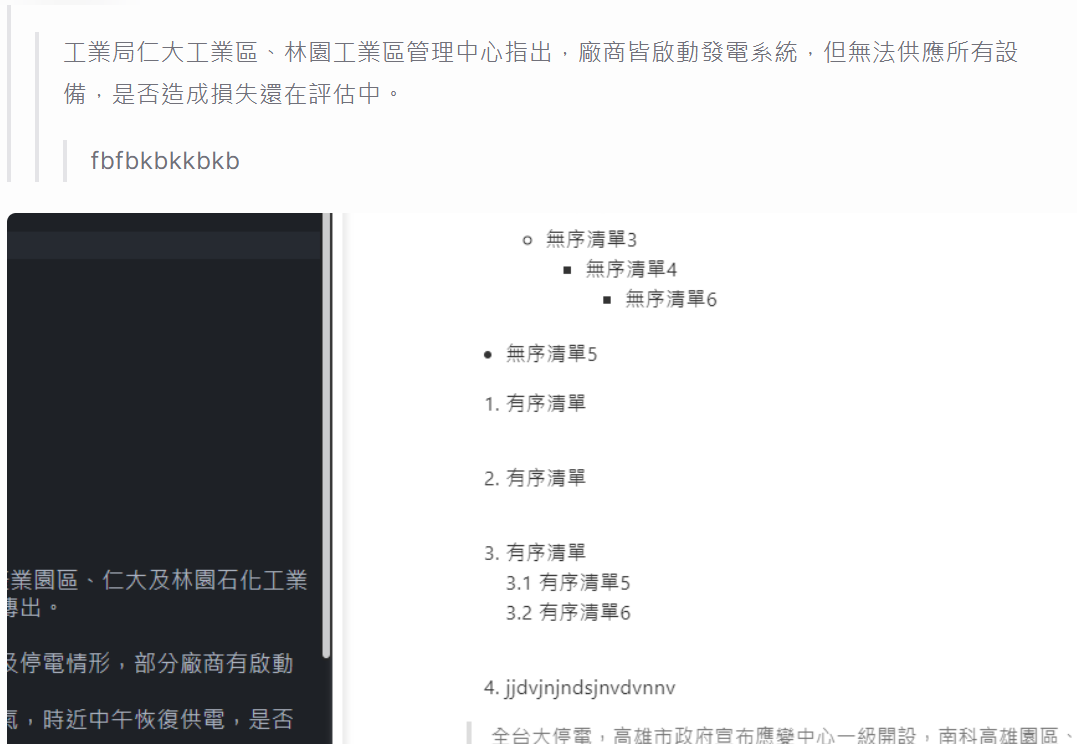 工業局仁大工業區、林園工業區管理中心指出，廠商皆啟動發電系統，但無法供應所有設
備，是否造成損失還在評估中。
fbfbkbkkbkb
無序清單3
無序清單4
無序清單6
無序清單5
1. 有序清單
2. 有序清單
3. 有序清單
3.1 有序清單5
3.2 有序清單6
4. jjdvjnjndsjnvdvnnv
全台大停電，高雄市政府宣布應變中心一級開設，南科高雄園區、
業園區、仁大及林園石化工業
傳出。
及停電情形，部分廠商有啟動
氣，時近中午恢復供電，是否